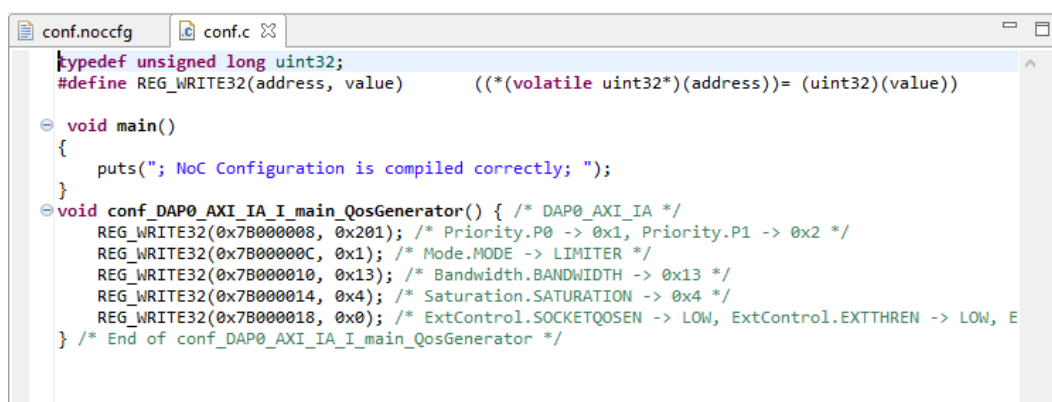 conf.noccfg
conf.c
typedef unsigned long uint32;
#define REG_WRITE32(address, value) ((*(volatile uint32*)(address))= (uint32)(value))
void main()
{
puts("; NoC Configuration is compiled correctly; ");
}
void conf_DAP0_AXI_IA_I_main_QosGenerator() { /* DAP0_AXI_IA */
REG_WRITE32(0x7B000008, 0x201); /* Priority.P0 -> 0x1, Priority.P1 -> 0x2 */
REG_WRITE32(0x7B00000C, 0x1); /* Mode.MODE -> LIMITER */
REG_WRITE32(0x7B000010, 0x13); /* Bandwidth.BANDWIDTH -> 0x13 */
REG_WRITE32(0x7B000014, 0x4); /* Saturation.SATURATION -> 0x4 */
REG_WRITE32(0x7B000018, 0x0); /* ExtControl.SOCKETQOSEN -> LOW, ExtControl.EXTTHREN -> LOW, E
} /* End of conf_DAP0_AXI_IA_I_main_QosGenerator */